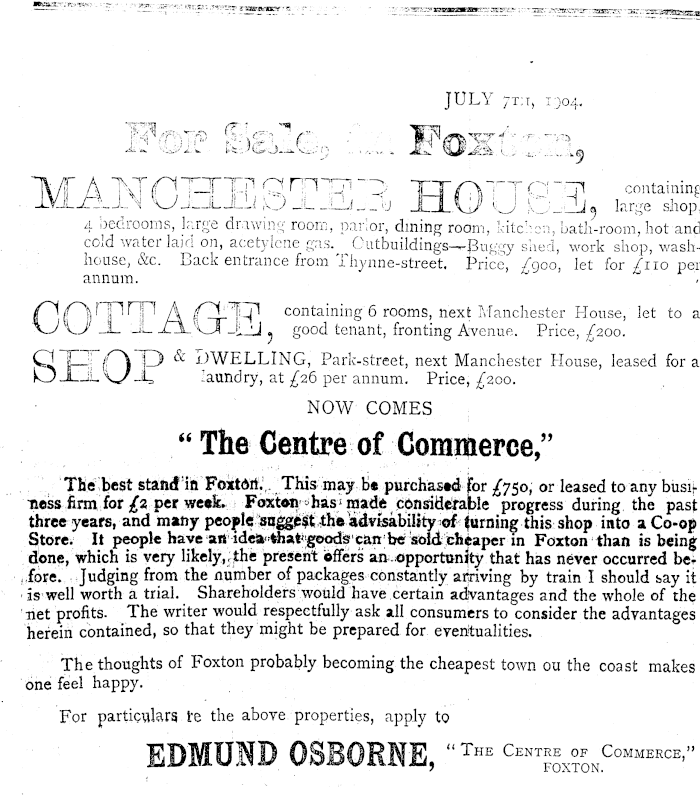 JULY 7TH, 1904.
For Sale, in Foxton,
MANCHESTER HOUSE, containing
large shop,
4 bedrooms, large drawing room, parlor, dining room, kitchen, bath-room, hot and
cold water laid on, acetylene gas. Outbuildings—Buggy shed, work shop, wash-
house, &c. Back entrance from Thynne-street. Price, £900, let for £110 per
annum.
COTTAGE, containing 6 rooms, next Manchester House, let to a
good tenant, fronting Avenue. Price, £200.
SHOP & DWELLING, Park-street, next Manchester House, leased for a
laundry, at £26 per annum. Price, £200.
NOW COMES
“The Centre of Commerce,”
The best stand in Foxton. This may be purchased for £750, or leased to any busi-
ness firm for £2 per week. Foxton has made considerable progress during the past
three years, and many people suggest the advisability of turning this shop into a Co-op
Store. If people have an idea that goods can be sold cheaper in Foxton than is being
done, which is very likely, the present offers an opportunity that has never occurred be-
fore. Judging from the number of packages constantly arriving by train I should say it
is well worth a trial. Shareholders would have certain advantages and the whole of the
net profits. The writer would respectfully ask all consumers to consider the advantages
herein contained, so that they might be prepared for eventualities.
The thoughts of Foxton probably becoming the cheapest town ou the coast makes
one feel happy.
For particulars re the above properties, apply to
EDMUND OSBORNE, “THE CENTRE OF COMMERCE,”
FOXTON.